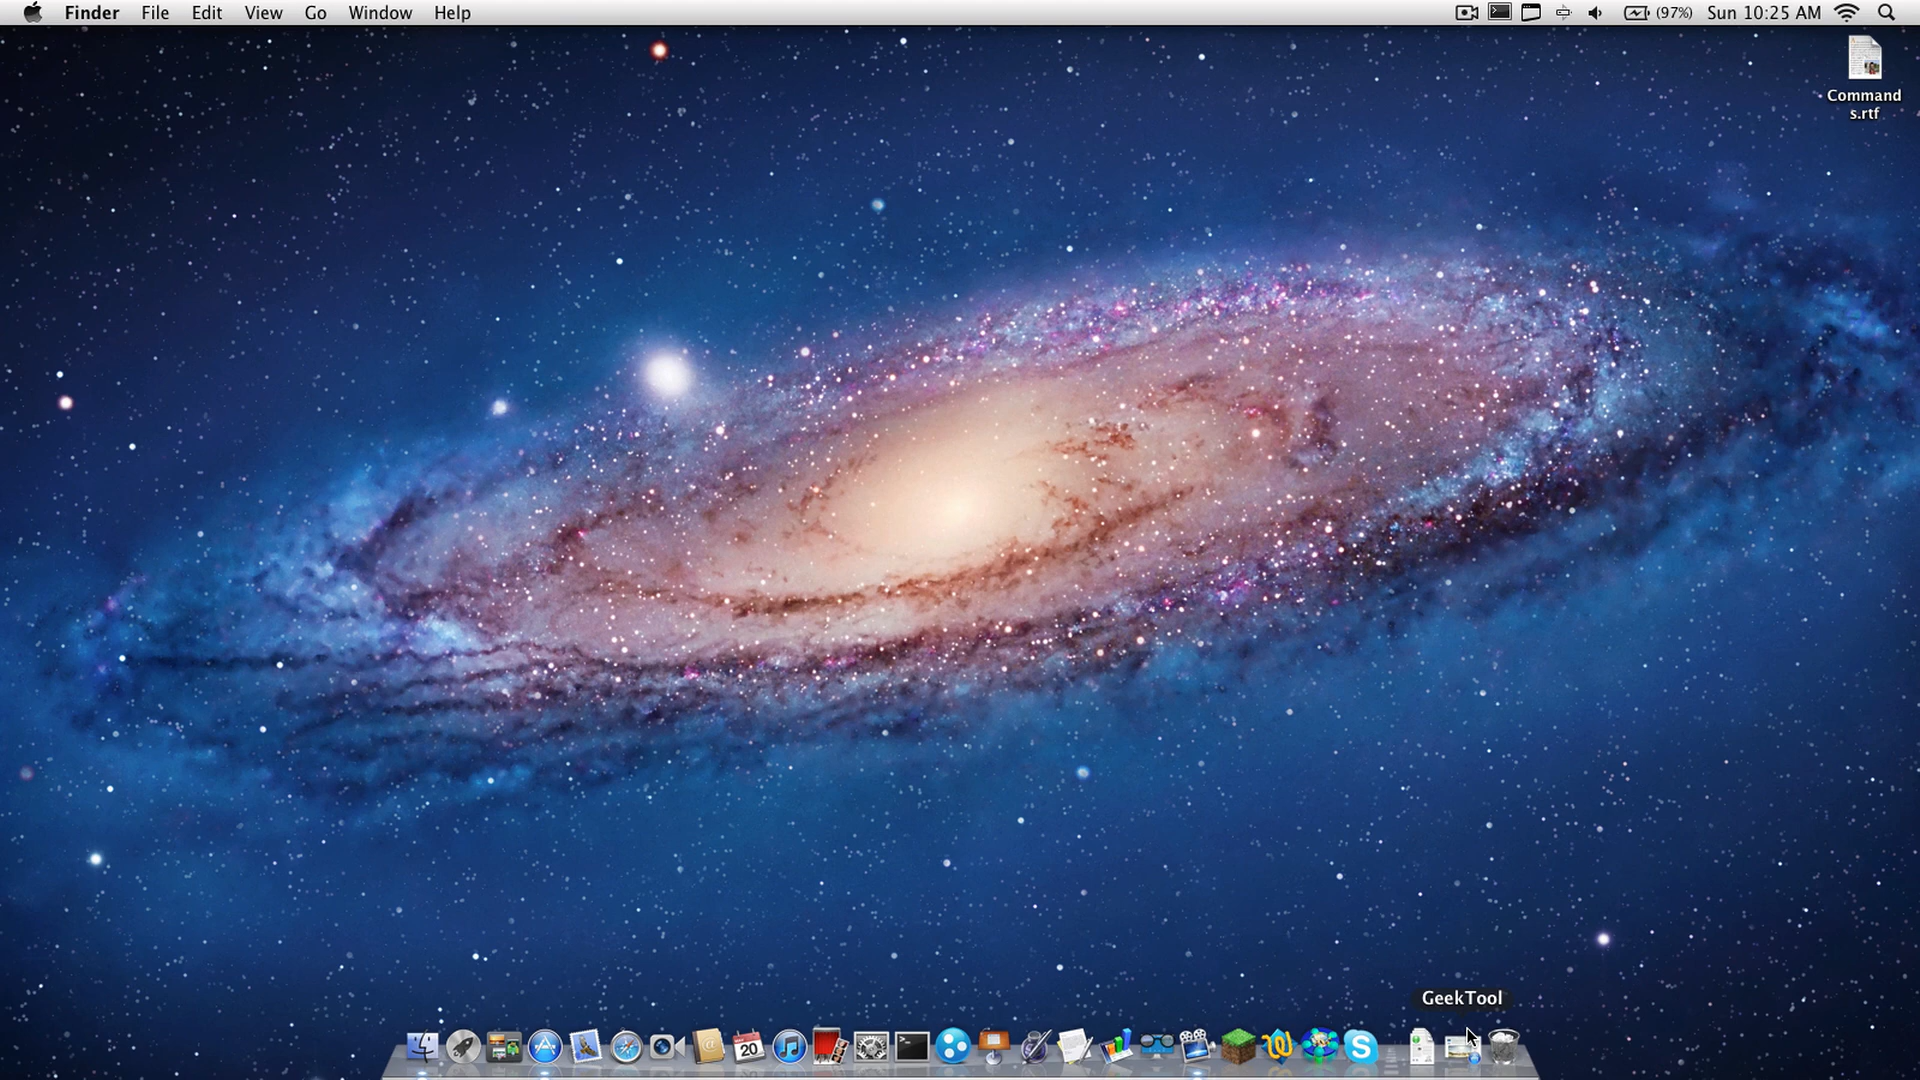 Finder File Edit View Go Window Help (97%) Sun 10:25 AM
Command
s.rtf
GeekTool
20